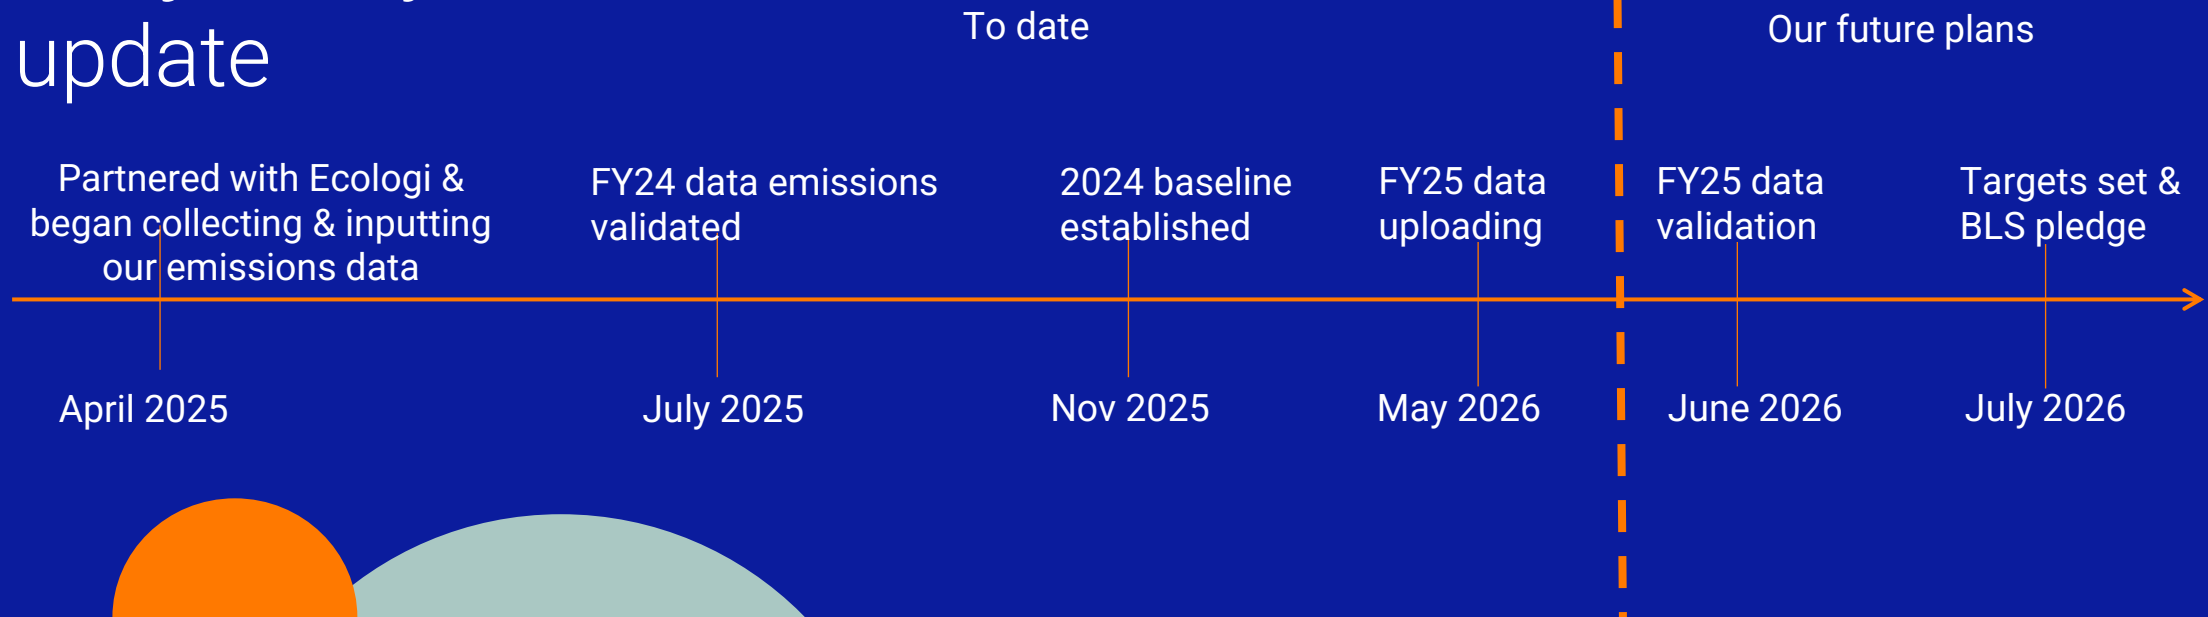 update
To date
Our future plans
Partnered with Ecologi &
began collecting & inputting
our emissions data
FY24 data emissions
validated
2024 baseline
established
FY25 data
uploading
FY25 data
validation
Targets set &
BLS pledge
April 2025
July 2025
Nov 2025
May 2026
June 2026
July 2026